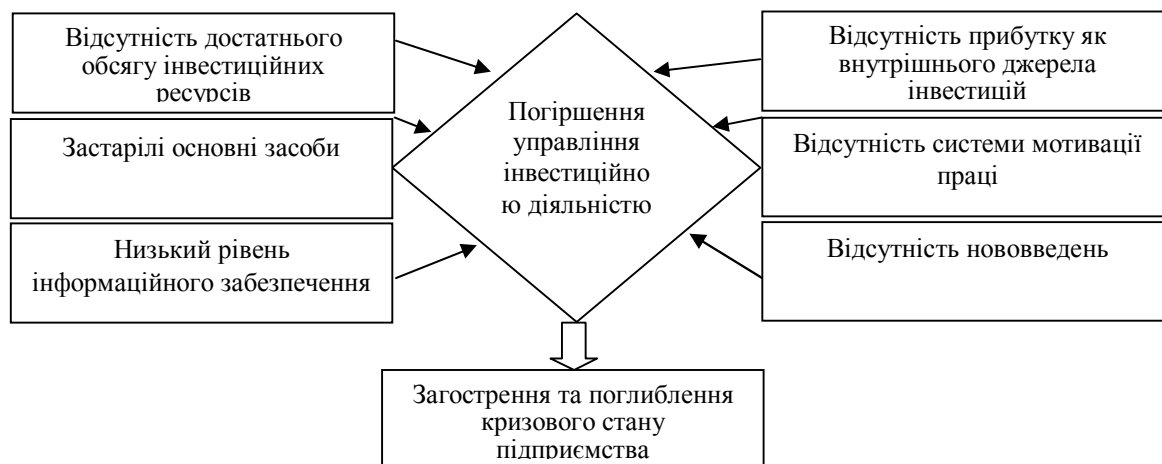 Відсутність достатнього
обсягу інвестиційних
ресурсів
Застарілі основні засоби
Низький рівень
інформаційного забезпечення
Погіршення
управління
інвестиційно
ю діяльністю
Відсутність прибутку як
внутрішнього джерела
інвестицій
Відсутність системи мотивації
праці
Відсутність нововведень
Загострення та поглиблення
кризового стану
підприємства